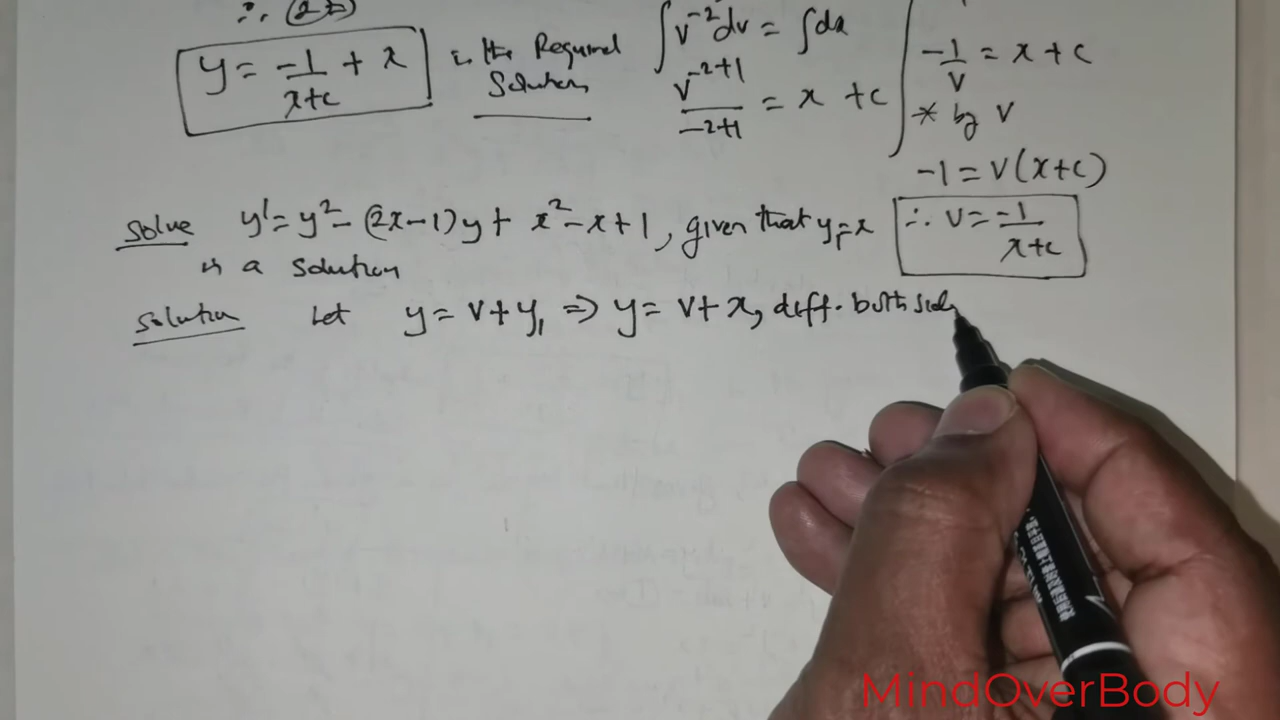 ∴ (2b)
y = -1/(x+c) + x is the Required Solution
∫v⁻²dv = ∫dx
v⁻²⁺¹/(-2+1) = x + c
-1/v = x + c
* by v
-1 = v(x+c)
∴ v = -1/(x+c)
Solve y' = y² - (2x-1)y + x² - x + 1, given that y₁=x
is a solution
solution Let y = v + y₁ ⇒ y = v + x, diff. both sides
MindOverBody